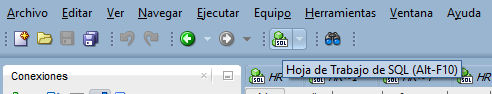 Archivo Editar Ver Navegar Ejecutar Equipo Herramientas Ventana Ayuda
SQL
Conexiones
SQL
HR
Hoja de Trabajo de SQL (Alt-F10)